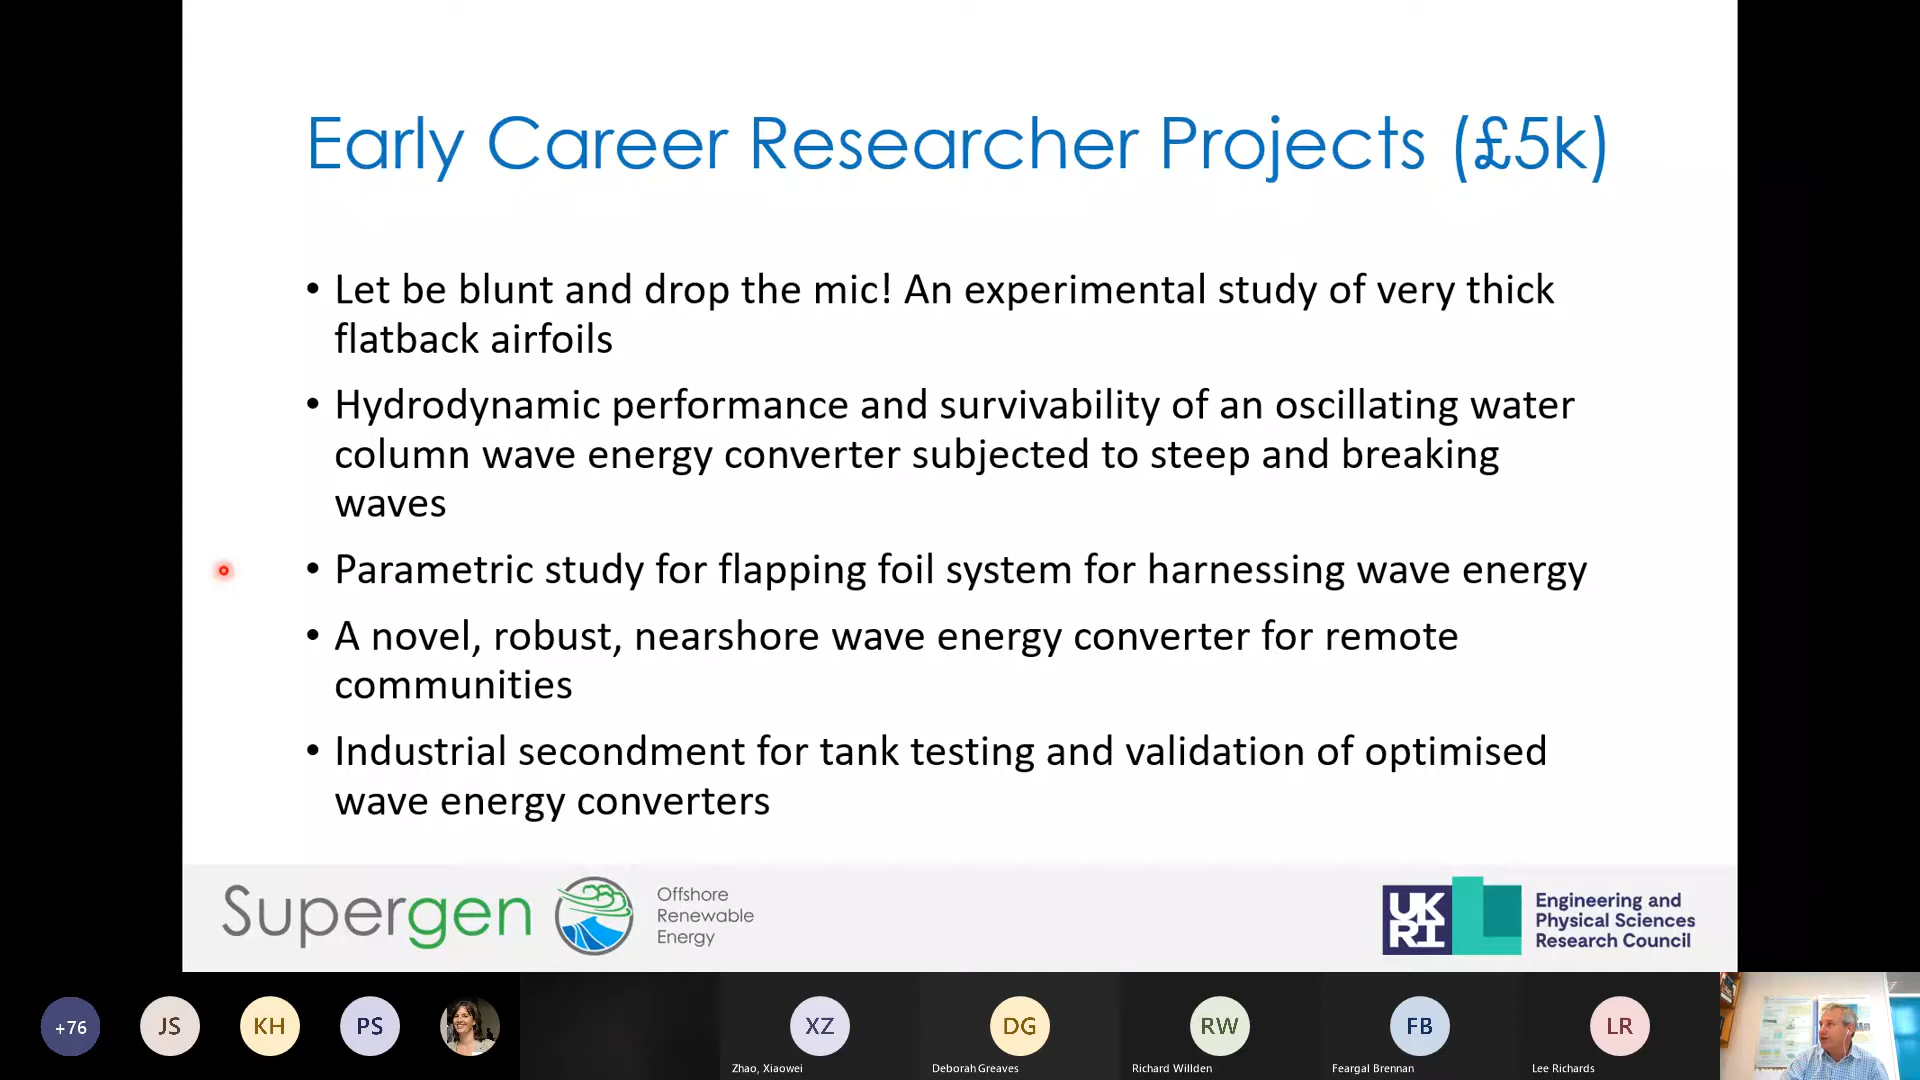 Early Career Researcher Projects (£5k)
• Let be blunt and drop the mic! An experimental study of very thick
flatback airfoils
• Hydrodynamic performance and survivability of an oscillating water
column wave energy converter subjected to steep and breaking
waves
• Parametric study for flapping foil system for harnessing wave energy
• A novel, robust, nearshore wave energy converter for remote
communities
• Industrial secondment for tank testing and validation of optimised
wave energy converters
Supergen
Offshore
Renewable
Energy
UK
RI
Engineering and
Physical Sciences
Research Council
+76
JS
KH
PS
XZ
DG
RW
FB
LR
Zhao, Xiaowei
Deborah Greaves
Richard Willden
Feargal Brennan
Lee Richards